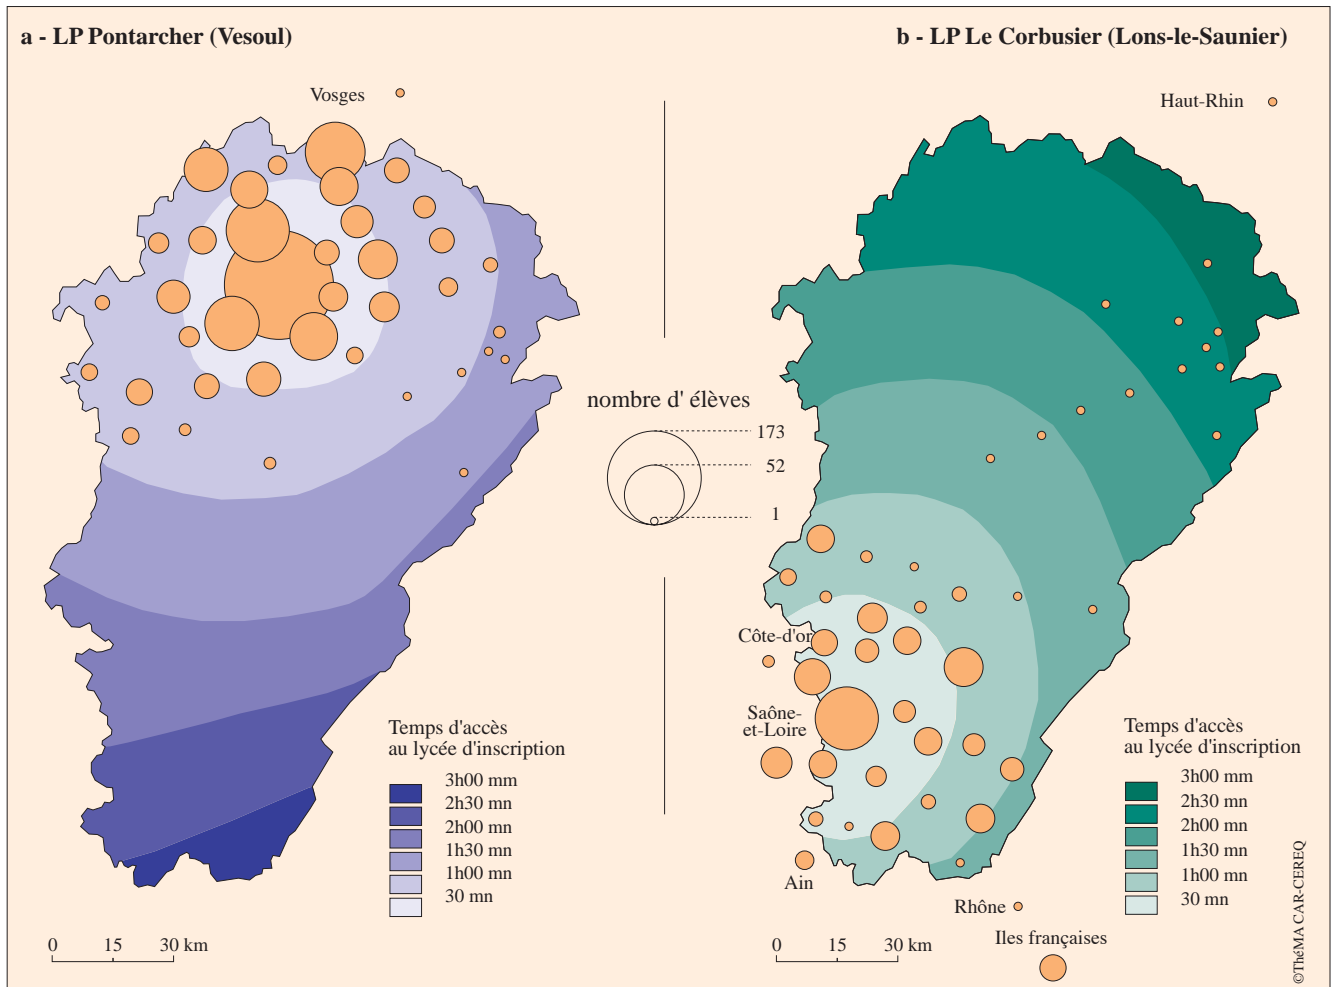 a - LP Pontarcher (Vesoul)
b - LP Le Corbusier (Lons-le-Saunier)
Vosges
Haut-Rhin
nombre d' élèves
173
52
1
Côte-d'or
Saône-
et-Loire
Ain
Rhône
Iles françaises
Temps d'accès
au lycée d'inscription
3h00 mm
2h30 mn
2h00 mn
1h30 mn
1h00 mn
30 mn
Temps d'accès
au lycée d'inscription
3h00 mm
2h30 mn
2h00 mn
1h30 mn
1h00 mn
30 mn
0 15 30 km
0 15 30 km
©ThéMA CAR-CEREQ